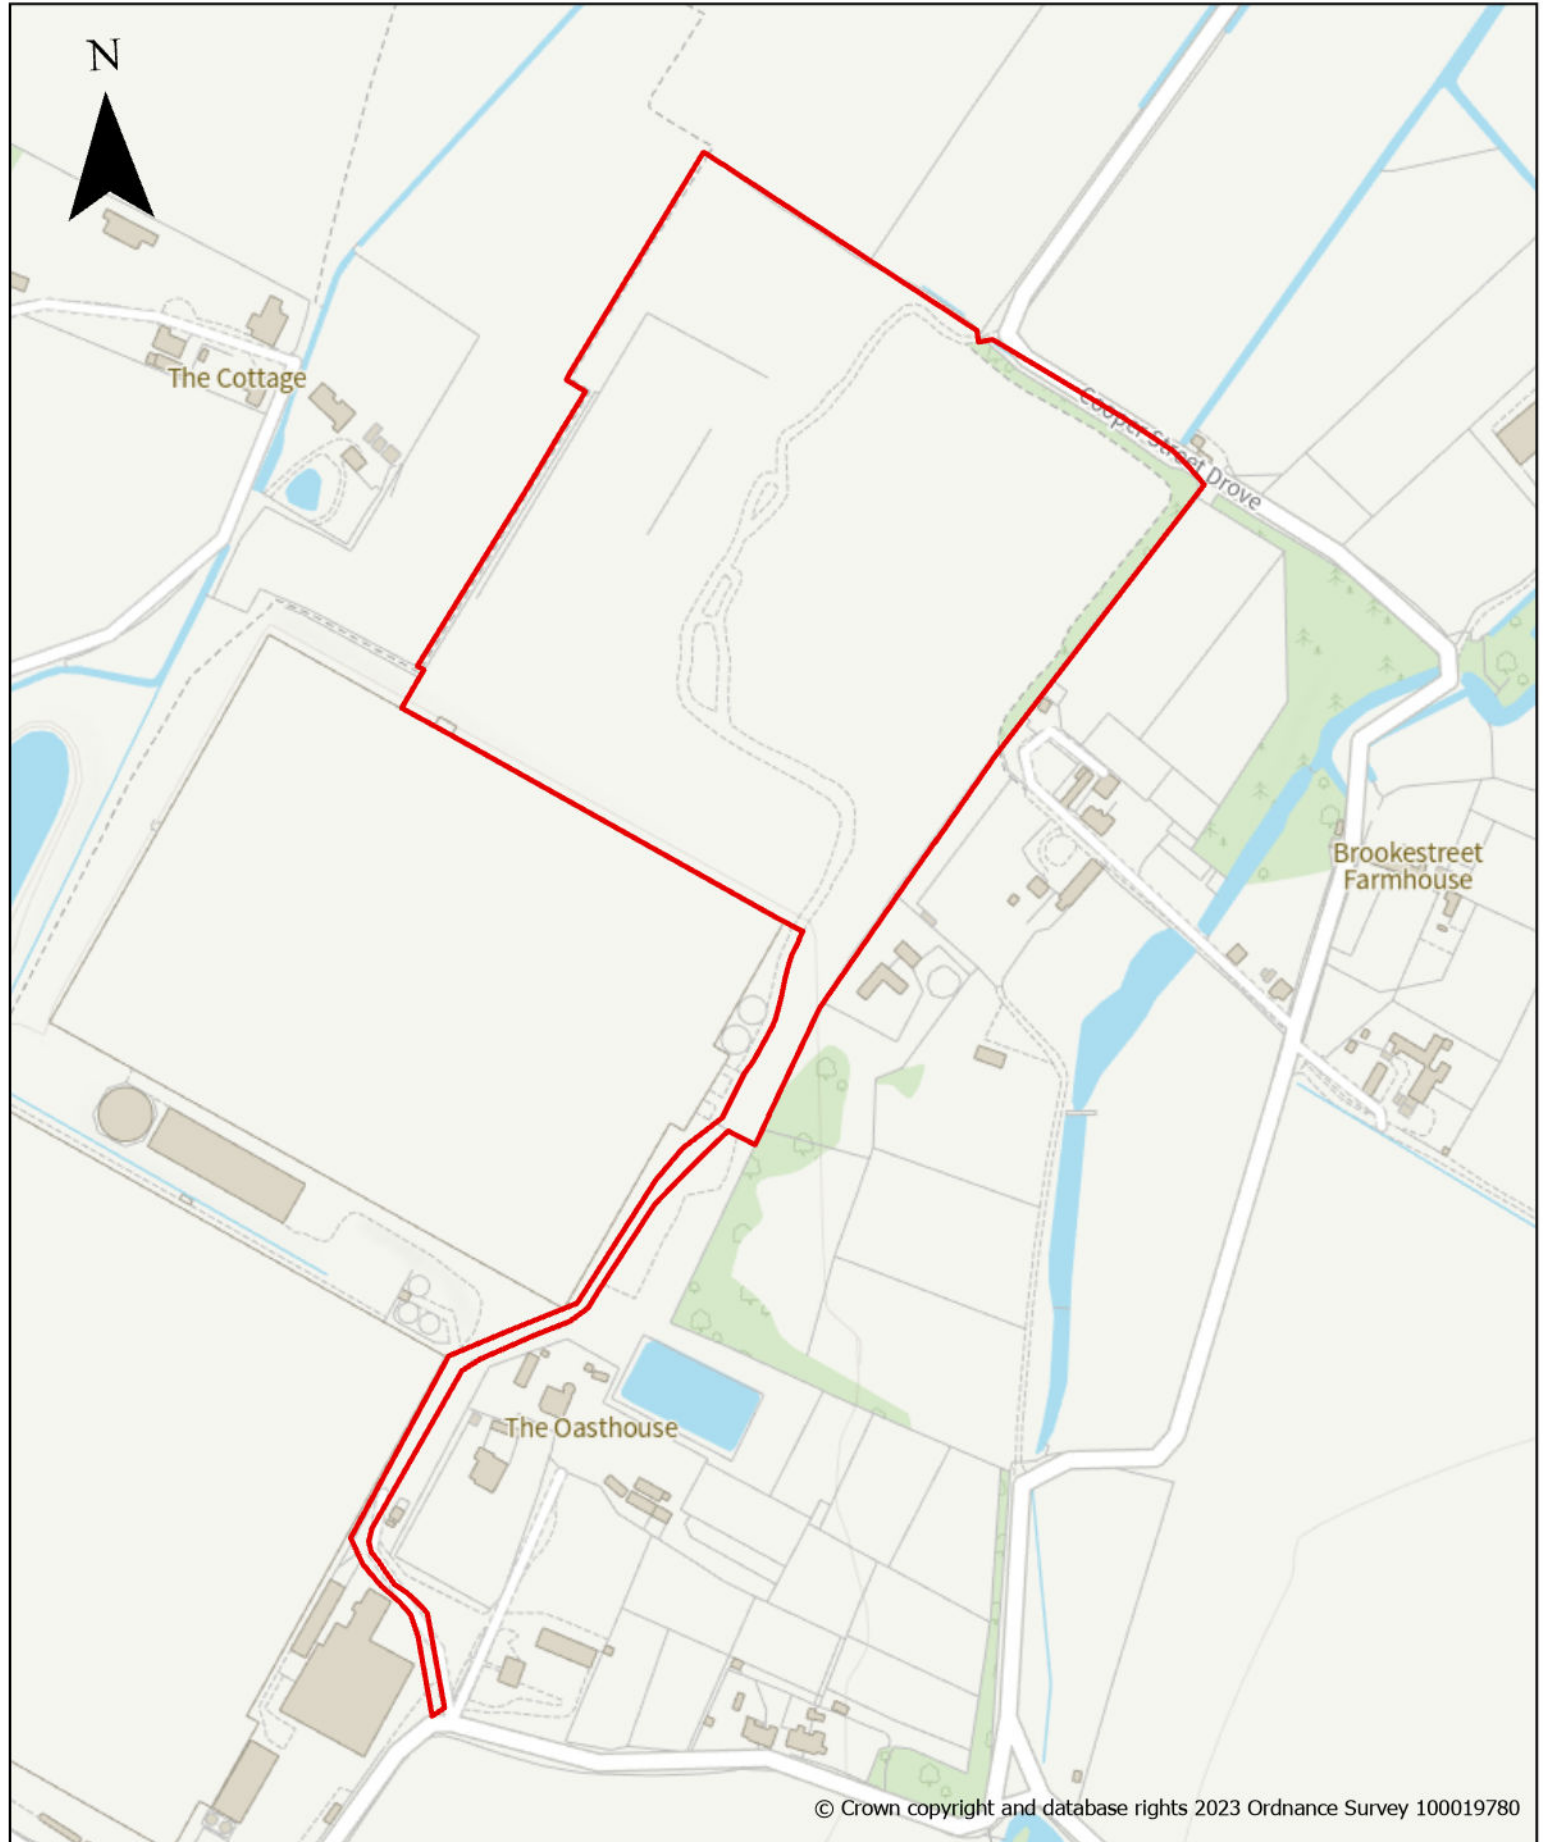 N
The Cottage
Cooper Street Drove
Brookestreet
Farmhouse
The Oasthouse
© Crown copyright and database rights 2023 Ordnance Survey 100019780